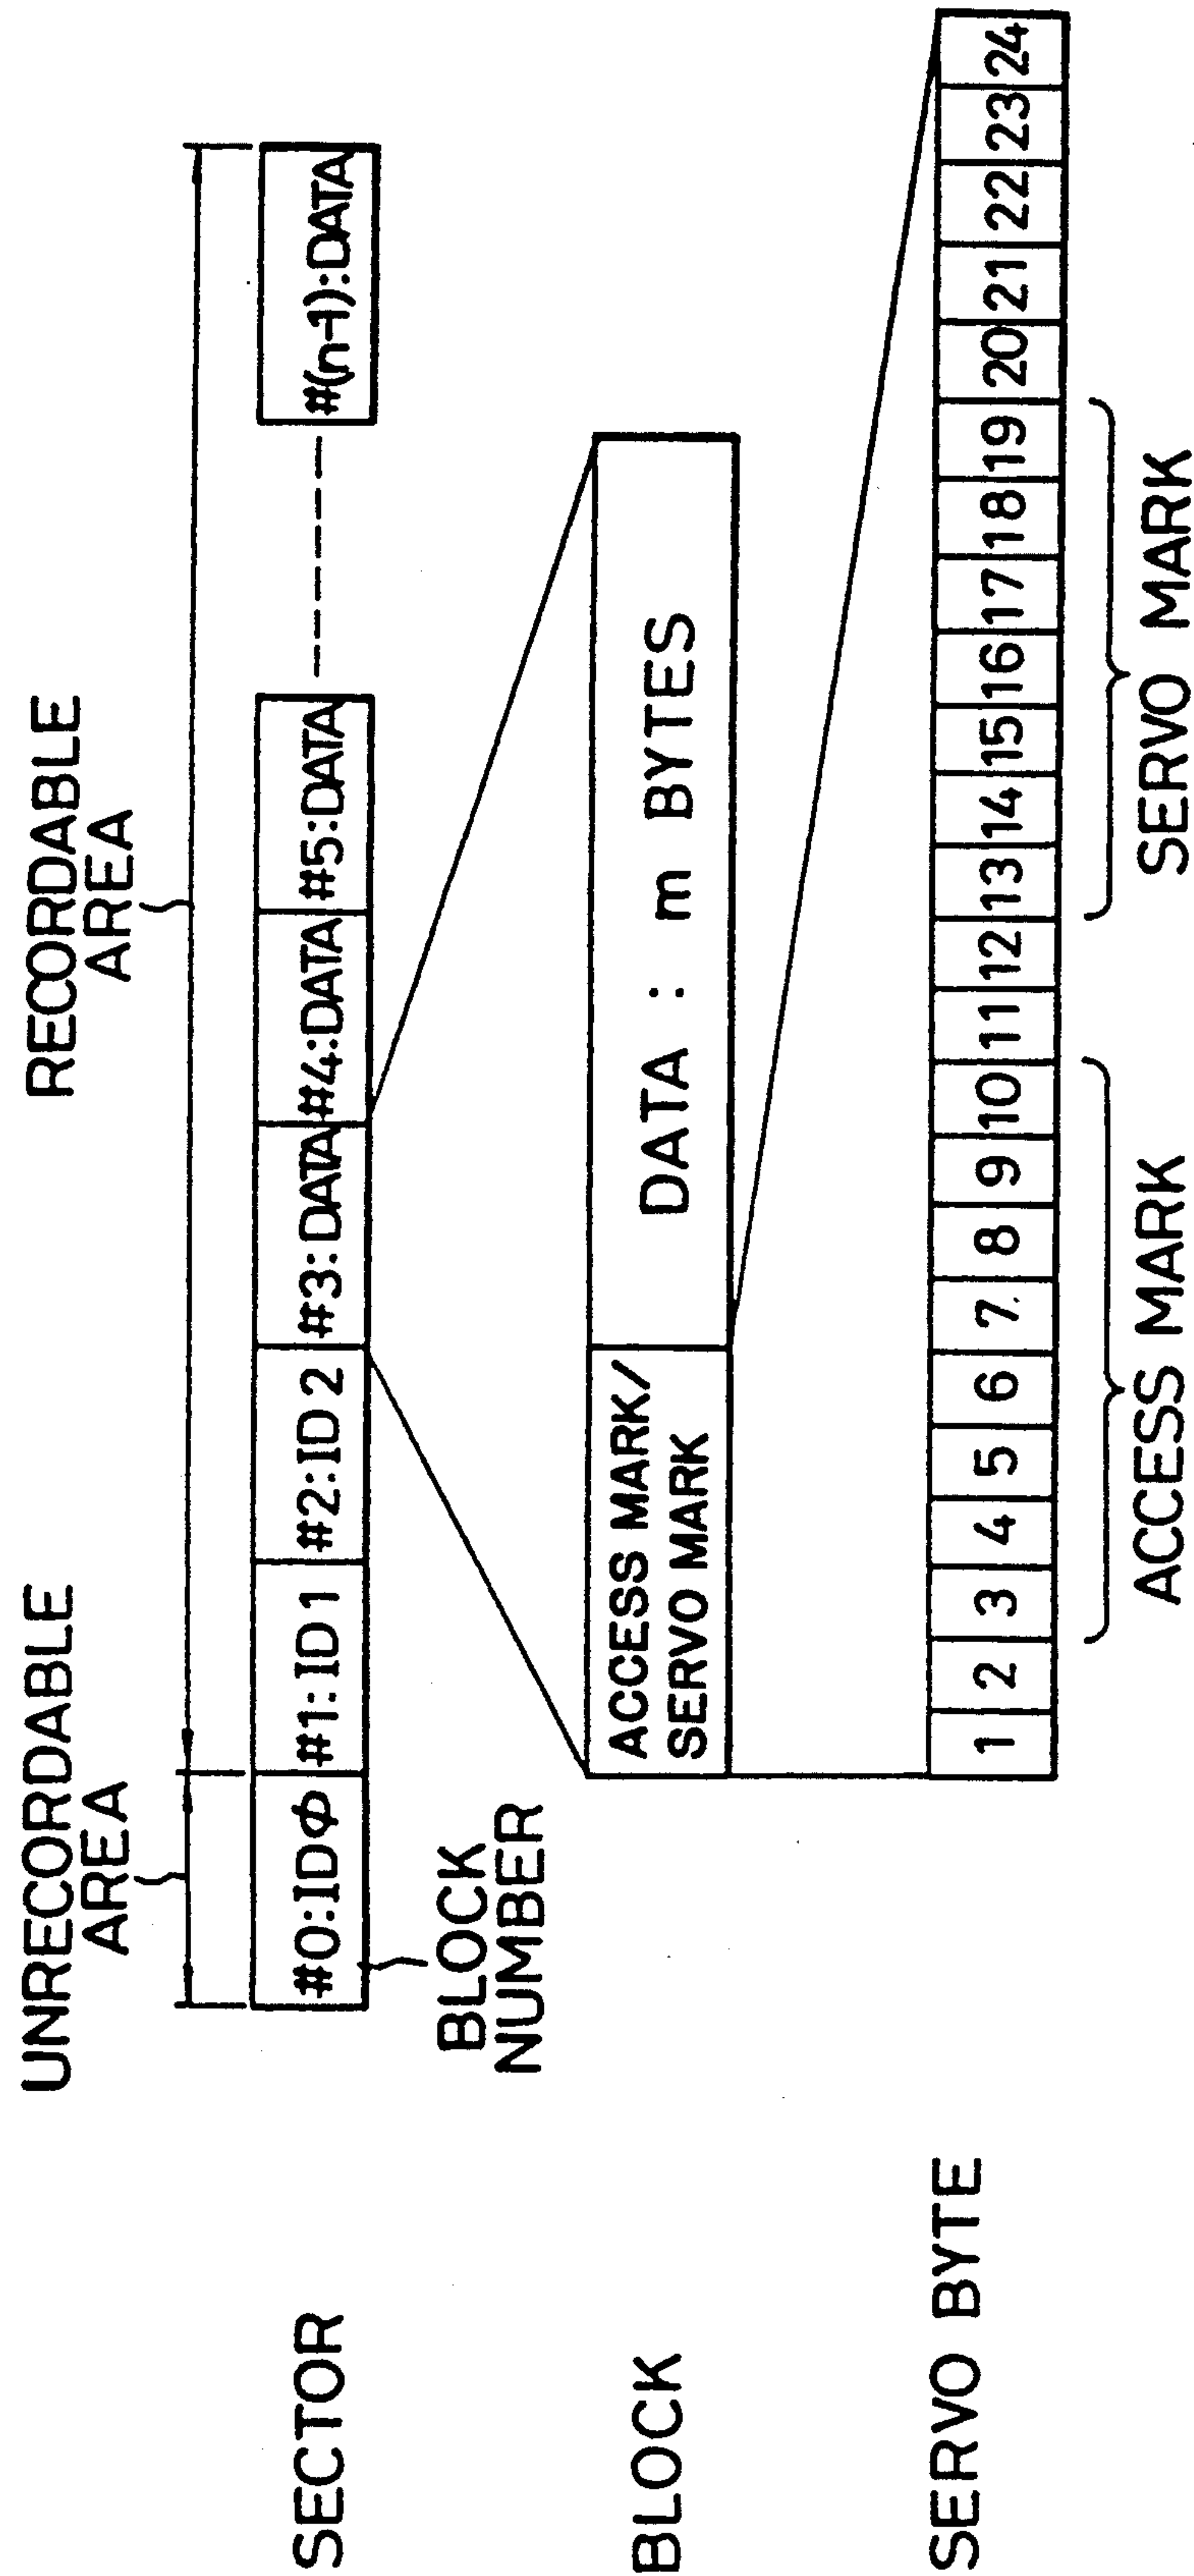 UNRECORDABLE
AREA
RECORDABLE
AREA
SECTOR
#0:IDΦ #1:ID1 #2:ID2 #3:DATA #4:DATA #5:DATA #(n-1):DATA
BLOCK
NUMBER
BLOCK
ACCESS MARK/
SERVO MARK
DATA : m BYTES
SERVO BYTE
1 2 3 4 5 6 7 8 9 10 11 12 13 14 15 16 17 18 19 20 21 22 23 24
ACCESS MARK
SERVO MARK